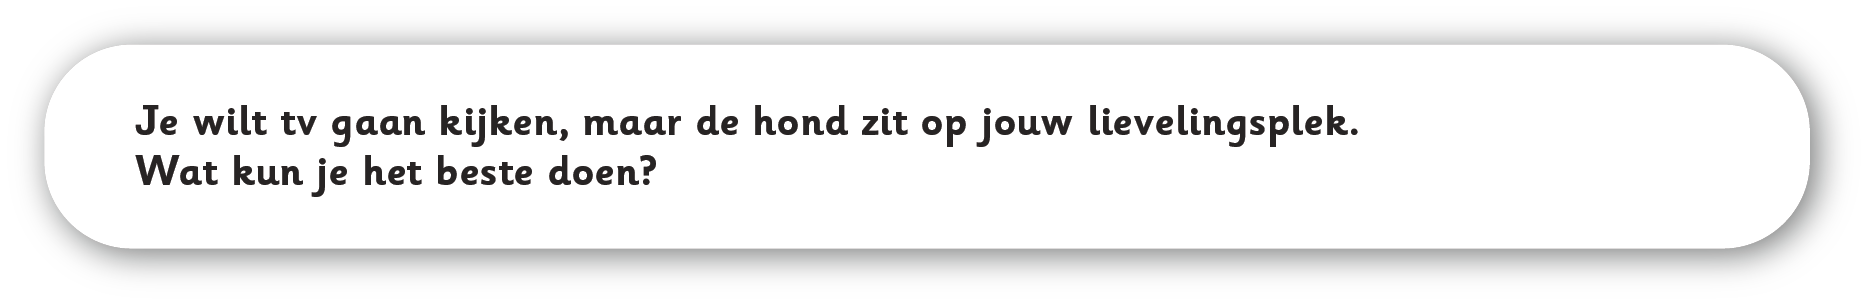 Je wilt tv gaan kijken, maar de hond zit op jouw lievelingsplek.
Wat kun je het beste doen?